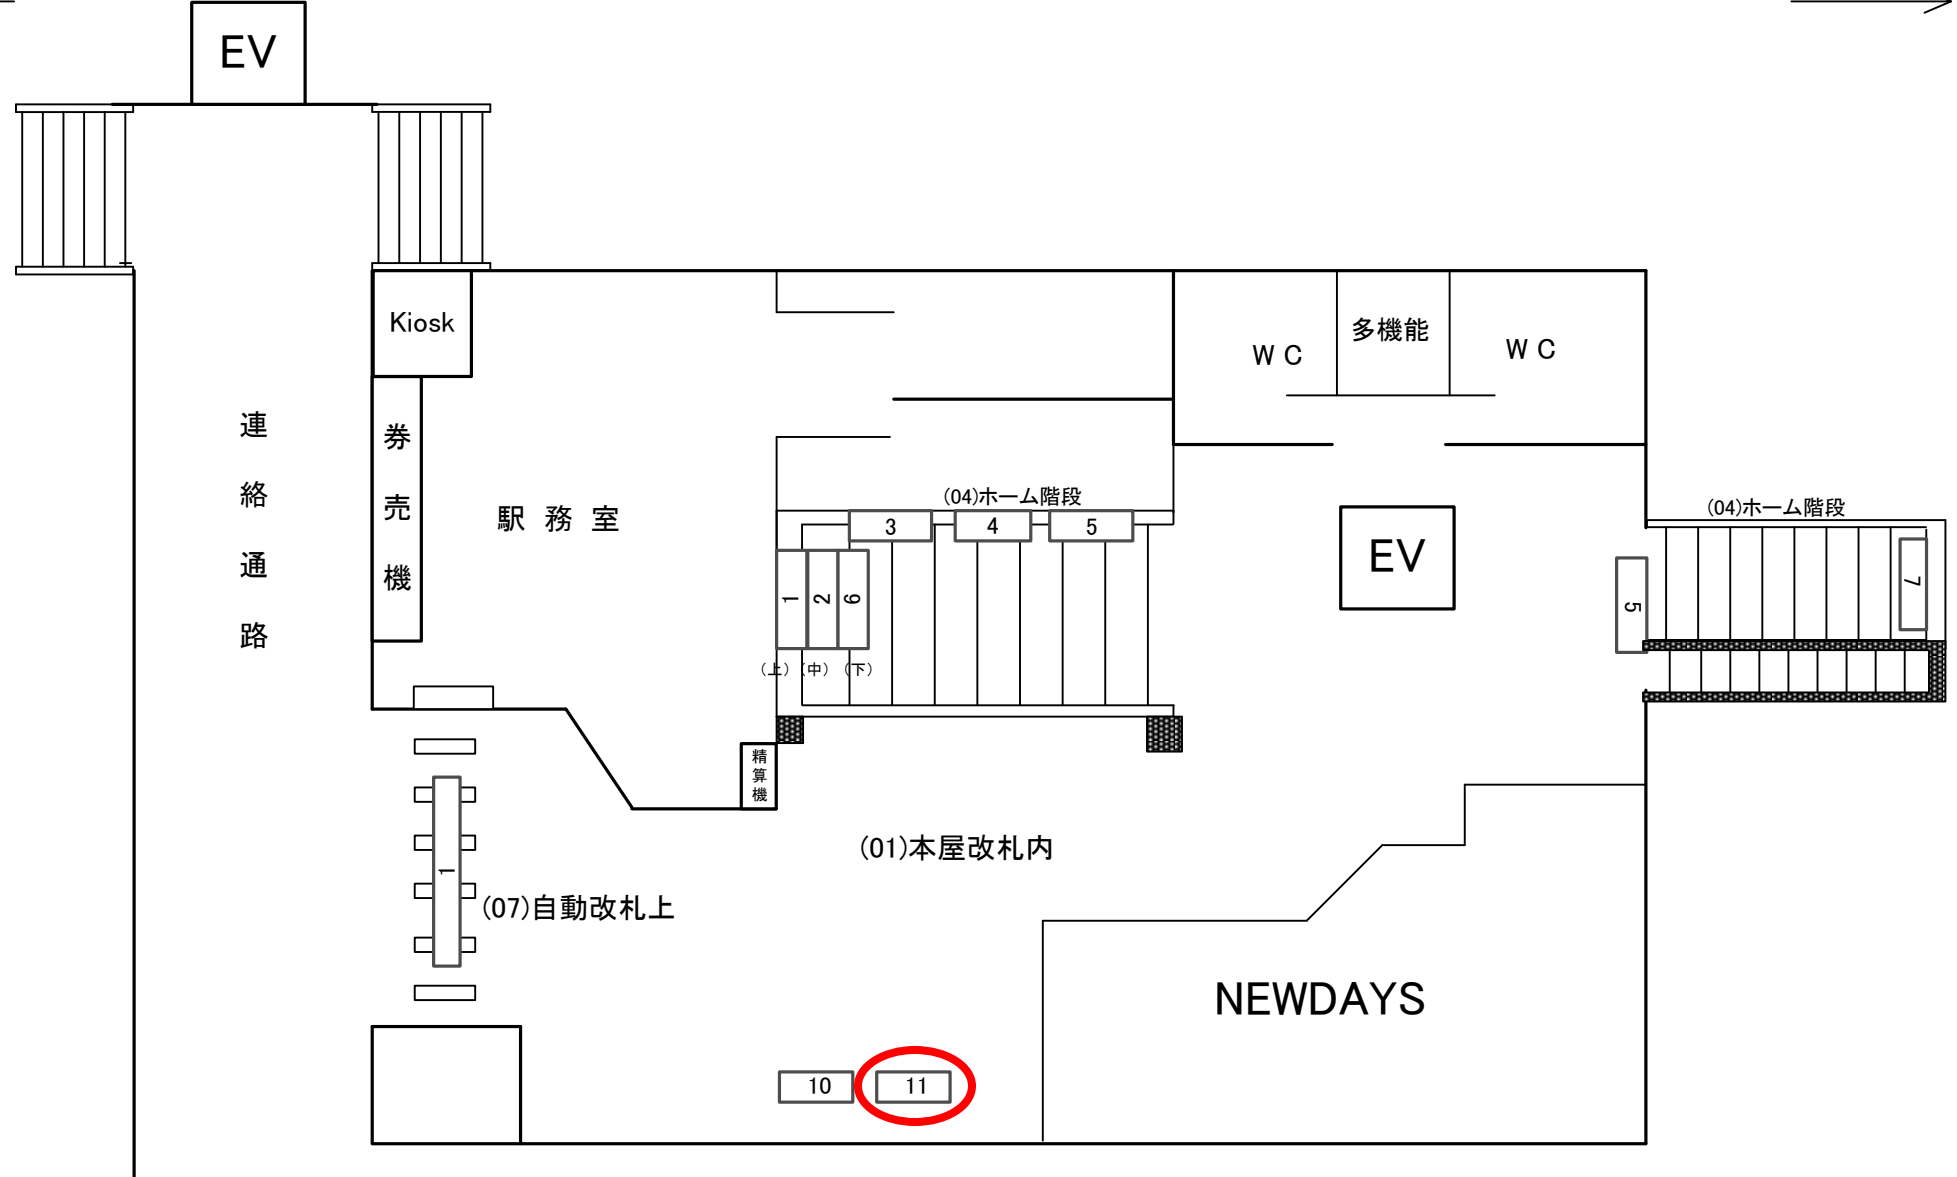 EV
Kiosk
多機能
W C
W C
連絡通路
券売機
駅務室
(04)ホーム階段
3
4
5
(04)ホーム階段
EV
1
2
6
5
7
(上)
(中)
(下)
精算機
(01)本屋改札内
1
(07)自動改札上
NEWDAYS
10
11